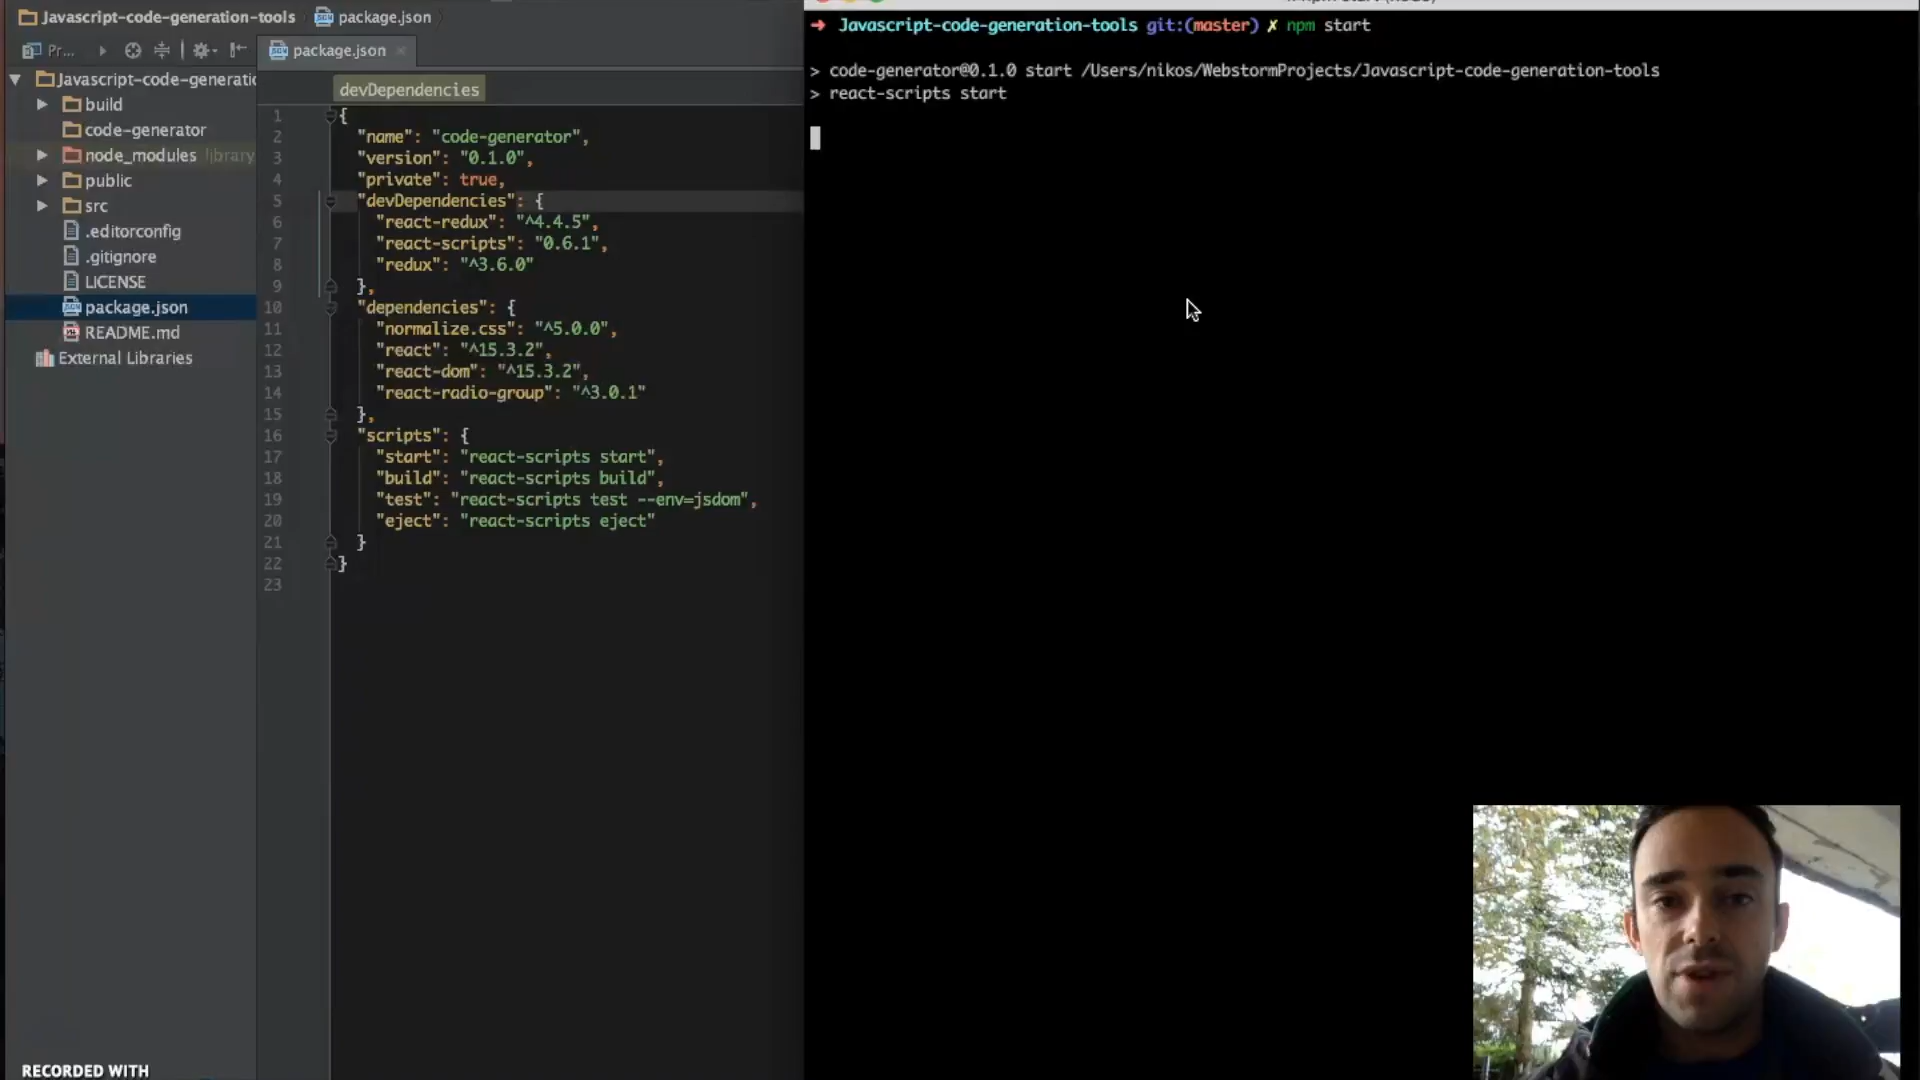 Javascript-code-generation-tools package.json
Pr...
package.json
Javascript-code-generatic
build
code-generator
node_modules library
public
src
.editorconfig
.gitignore
LICENSE
package.json
README.md
External Libraries
devDependencies
1 {
2 "name": "code-generator",
3 "version": "0.1.0",
4 "private": true,
5 "devDependencies": {
6 "react-redux": "^4.4.5",
7 "react-scripts": "0.6.1",
8 "redux": "^3.6.0"
9 },
10 "dependencies": {
11 "normalize.css": "^5.0.0",
12 "react": "^15.3.2",
13 "react-dom": "^15.3.2",
14 "react-radio-group": "^3.0.1"
15 },
16 "scripts": {
17 "start": "react-scripts start",
18 "build": "react-scripts build",
19 "test": "react-scripts test --env=jsdom",
20 "eject": "react-scripts eject"
21 }
22 }
23
➜ Javascript-code-generation-tools git:(master) ✗ npm start
> code-generator@0.1.0 start /Users/nikos/WebstormProjects/Javascript-code-generation-tools
> react-scripts start
RECORDED WITH